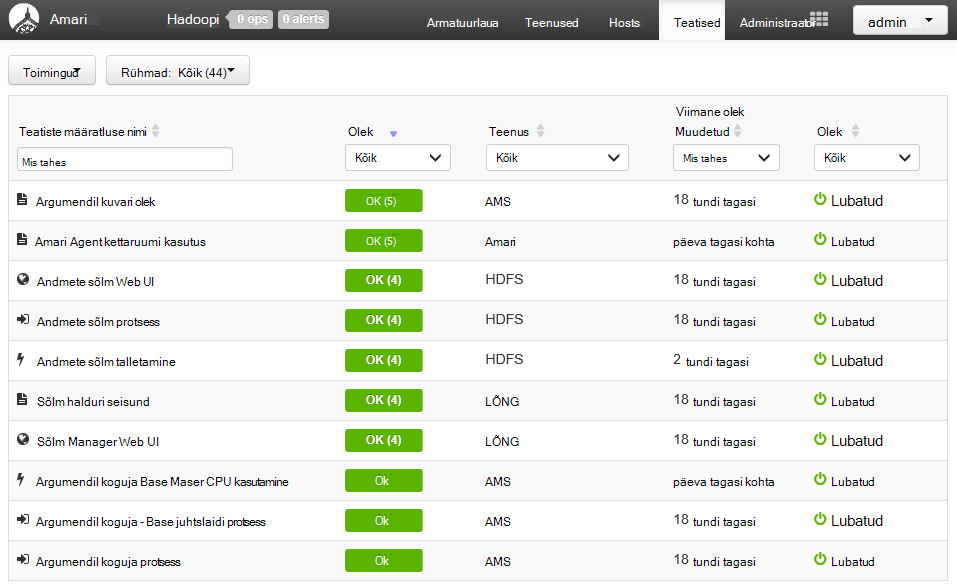 Amari Hadoopi 0 ops 0 alerts Armatuurlaua Teenused Hosts Teatised Administraator admin
Toimingud Rühmad: Kõik (44)
Viimane olek
Teatiste määratluse nimi Olek Teenus Muudetud Olek
Mis tahes Kõik Kõik Mis tahes Kõik
Argumendil kuvari olek OK (5) AMS 18 tundi tagasi Lubatud
Amari Agent kettaruumi kasutus OK (5) Amari päeva tagasi kohta Lubatud
Andmete sõlm Web UI OK (4) HDFS 18 tundi tagasi Lubatud
Andmete sõlm protsess OK (4) HDFS 18 tundi tagasi Lubatud
Andmete sõlm talletamine OK (4) HDFS 2 tundi tagasi Lubatud
Sõlm halduri seisund OK (4) LÕNG 18 tundi tagasi Lubatud
Sõlm Manager Web UI OK (4) LÕNG 18 tundi tagasi Lubatud
Argumendil koguja Base Maser CPU kasutamine Ok AMS päeva tagasi kohta Lubatud
Argumendil koguja - Base juhtslaidi protsess Ok AMS 18 tundi tagasi Lubatud
Argumendil koguja protsess Ok AMS 18 tundi tagasi Lubatud